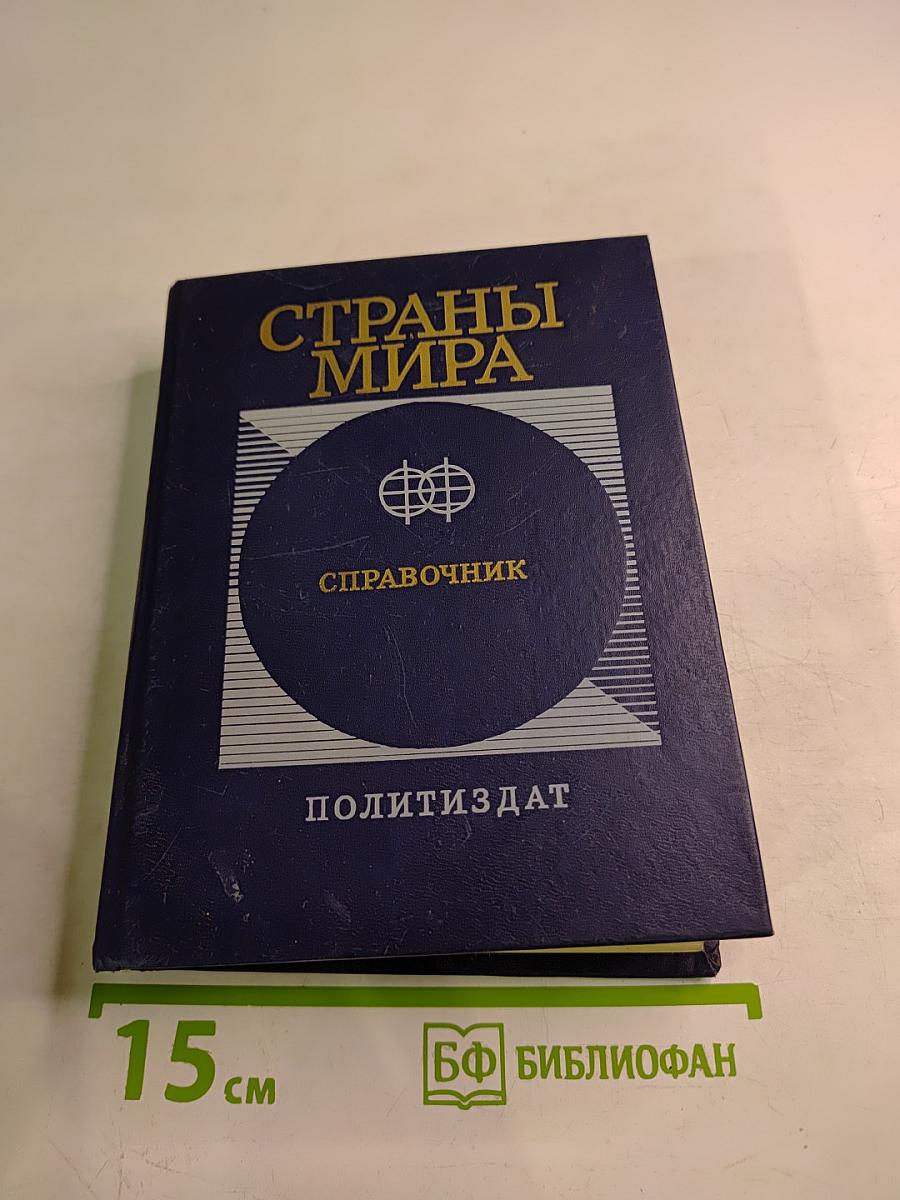 СТРАНЫ
МИРА
СПРАВОЧНИК
ПОЛИТИЗДАТ
15 см
БФ БИБЛИОФАН